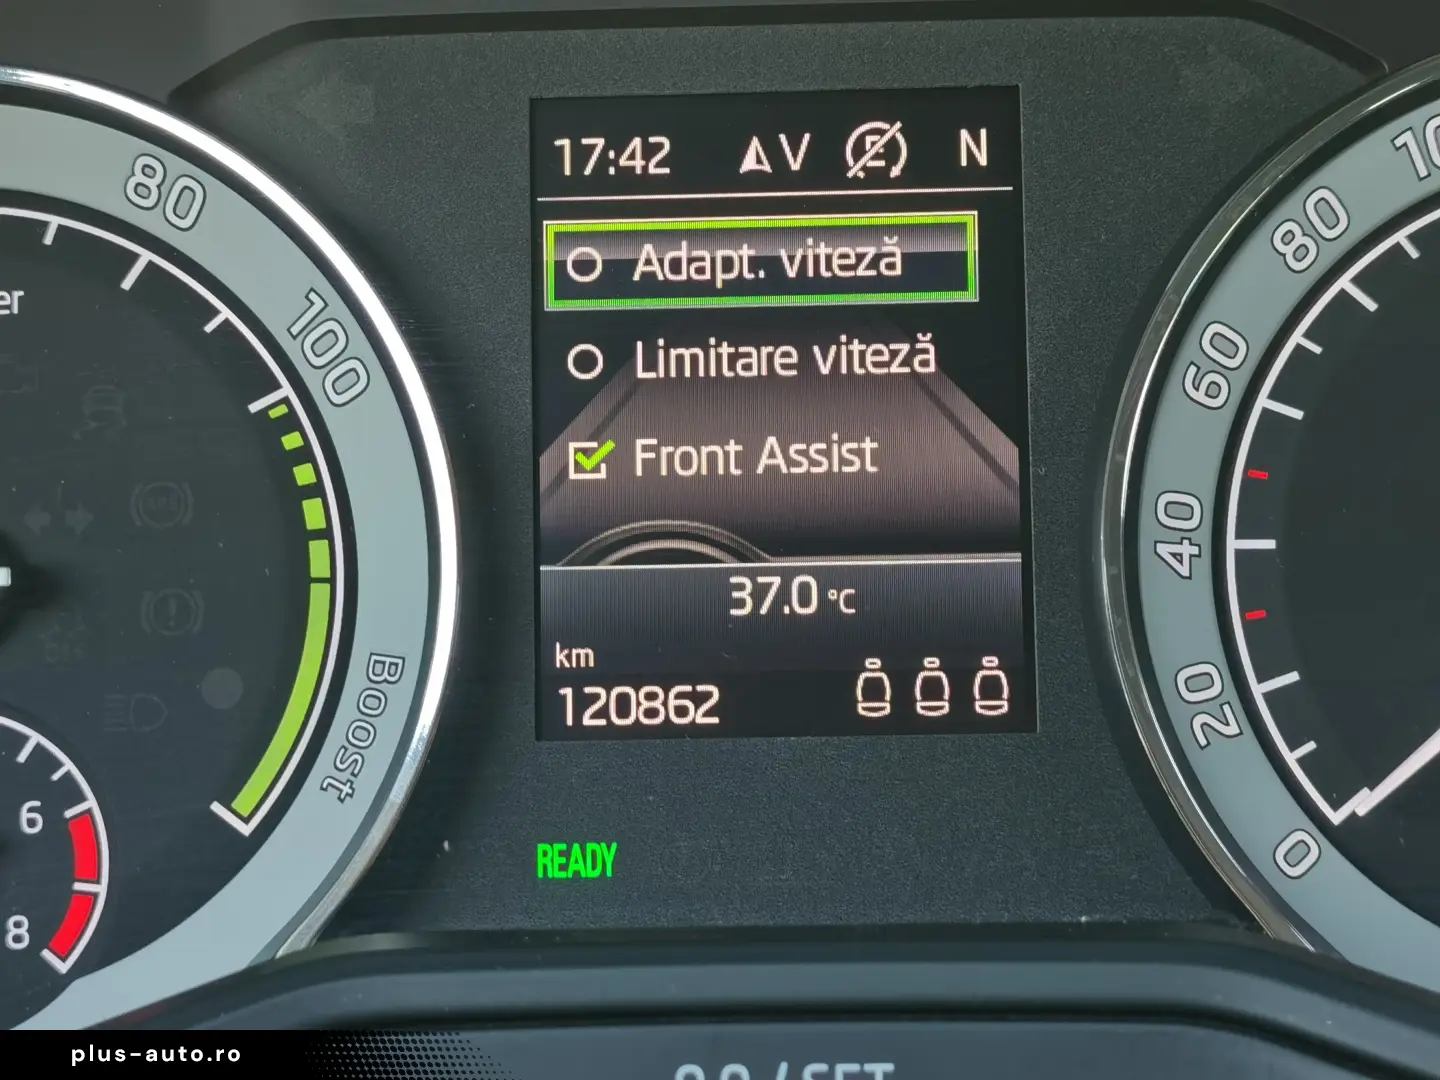 17:42 V E N
Adapt. viteză
Limitare viteză
Front Assist
37.0 °C
km
120862
READY
80
100
Boost
6
8
80
60
40
20
0
plus-auto.ro